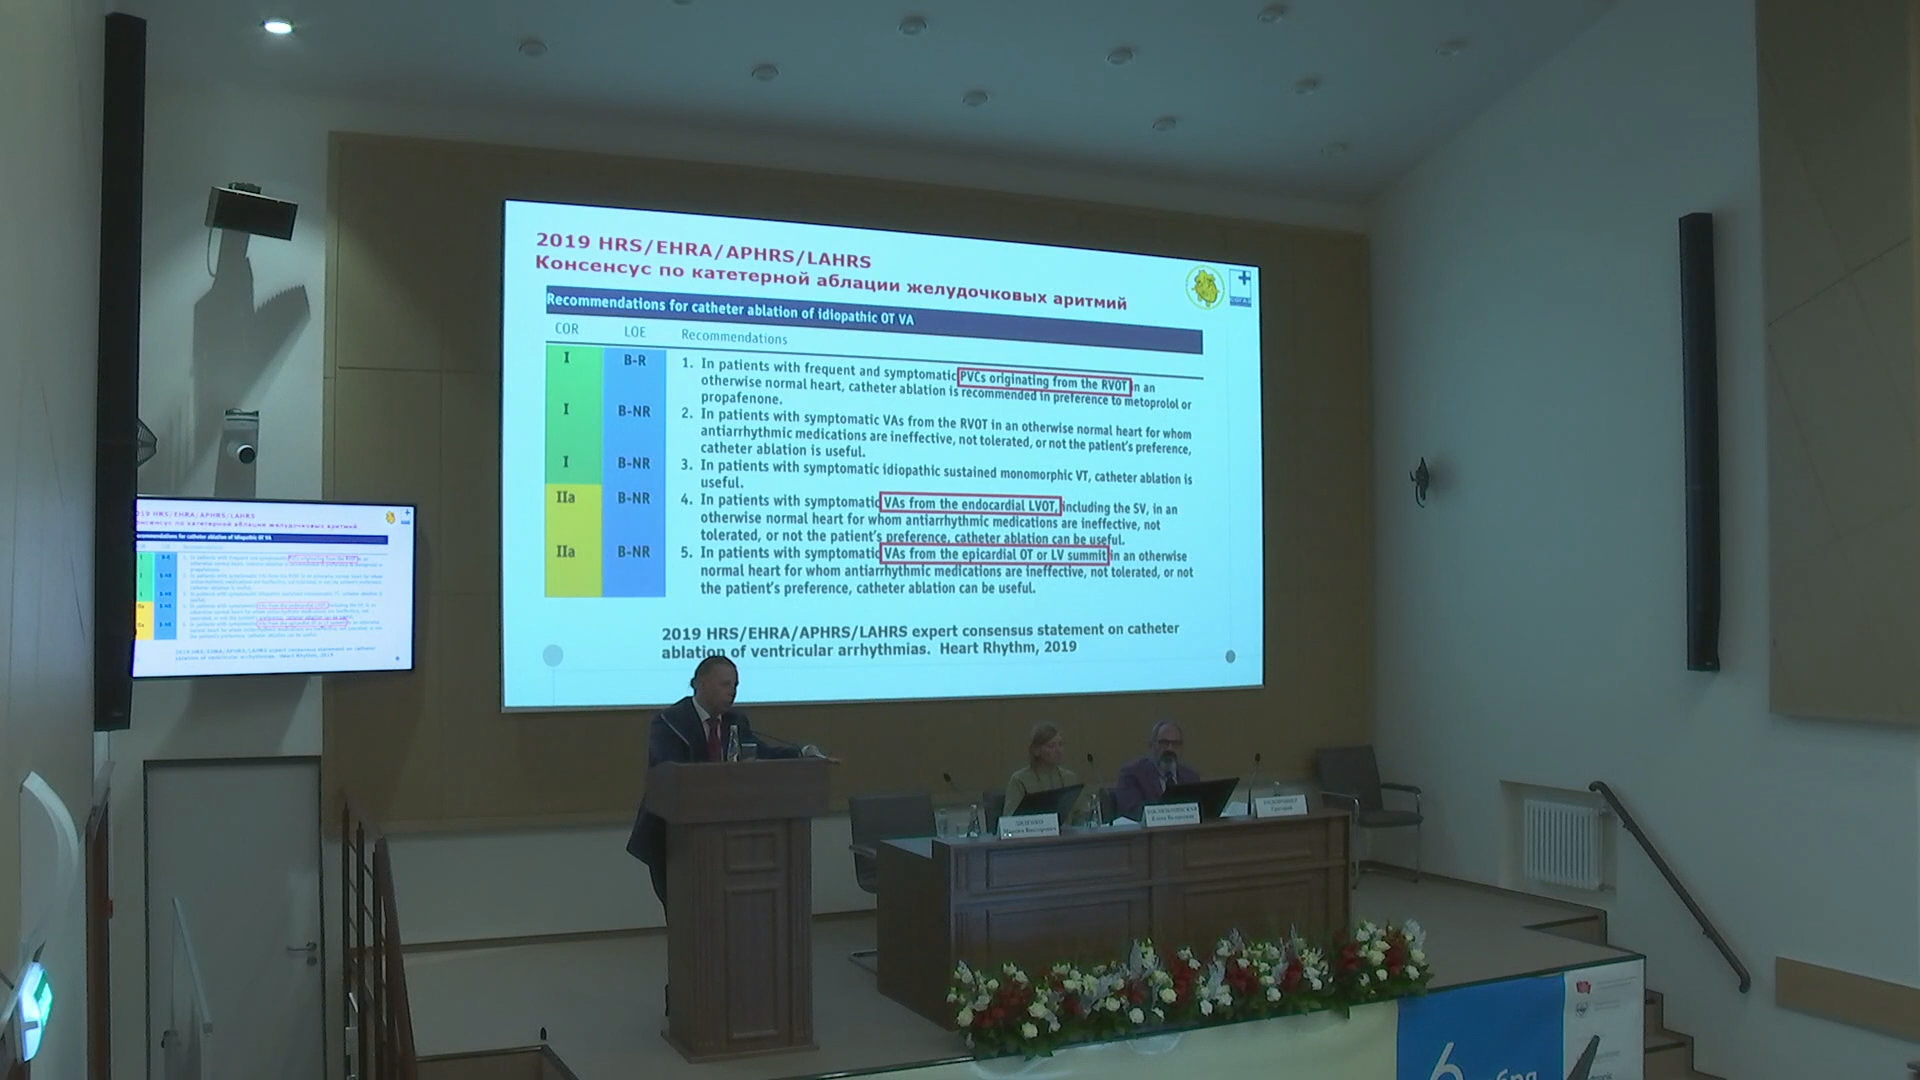 2019 HRS/EHRA/APHRS/LAHRS
Консенсус по катетерной аблации желудочковых аритмий
Recommendations for catheter ablation of idiopathic OT VA
COR LOE Recommendations
I B-R 1. In patients with frequent and symptomatic PVCs originating from the RVOT in an
otherwise normal heart, catheter ablation is recommended in preference to metoprolol or
propafenone.
I B-NR 2. In patients with symptomatic VAs from the RVOT in an otherwise normal heart for whom
antiarrhythmic medications are ineffective, not tolerated, or not the patient's preference,
catheter ablation is useful.
I B-NR 3. In patients with symptomatic idiopathic sustained monomorphic VT, catheter ablation is
useful.
IIa B-NR 4. In patients with symptomatic VAs from the endocardial LVOT, including the SV, in an
otherwise normal heart for whom antiarrhythmic medications are ineffective, not
tolerated, or not the patient's preference, catheter ablation can be useful.
IIa B-NR 5. In patients with symptomatic VAs from the epicardial OT or LV summit in an otherwise
normal heart for whom antiarrhythmic medications are ineffective, not tolerated, or not
the patient's preference, catheter ablation can be useful.
2019 HRS/EHRA/APHRS/LAHRS expert consensus statement on catheter
ablation of ventricular arrhythmias. Heart Rhythm, 2019